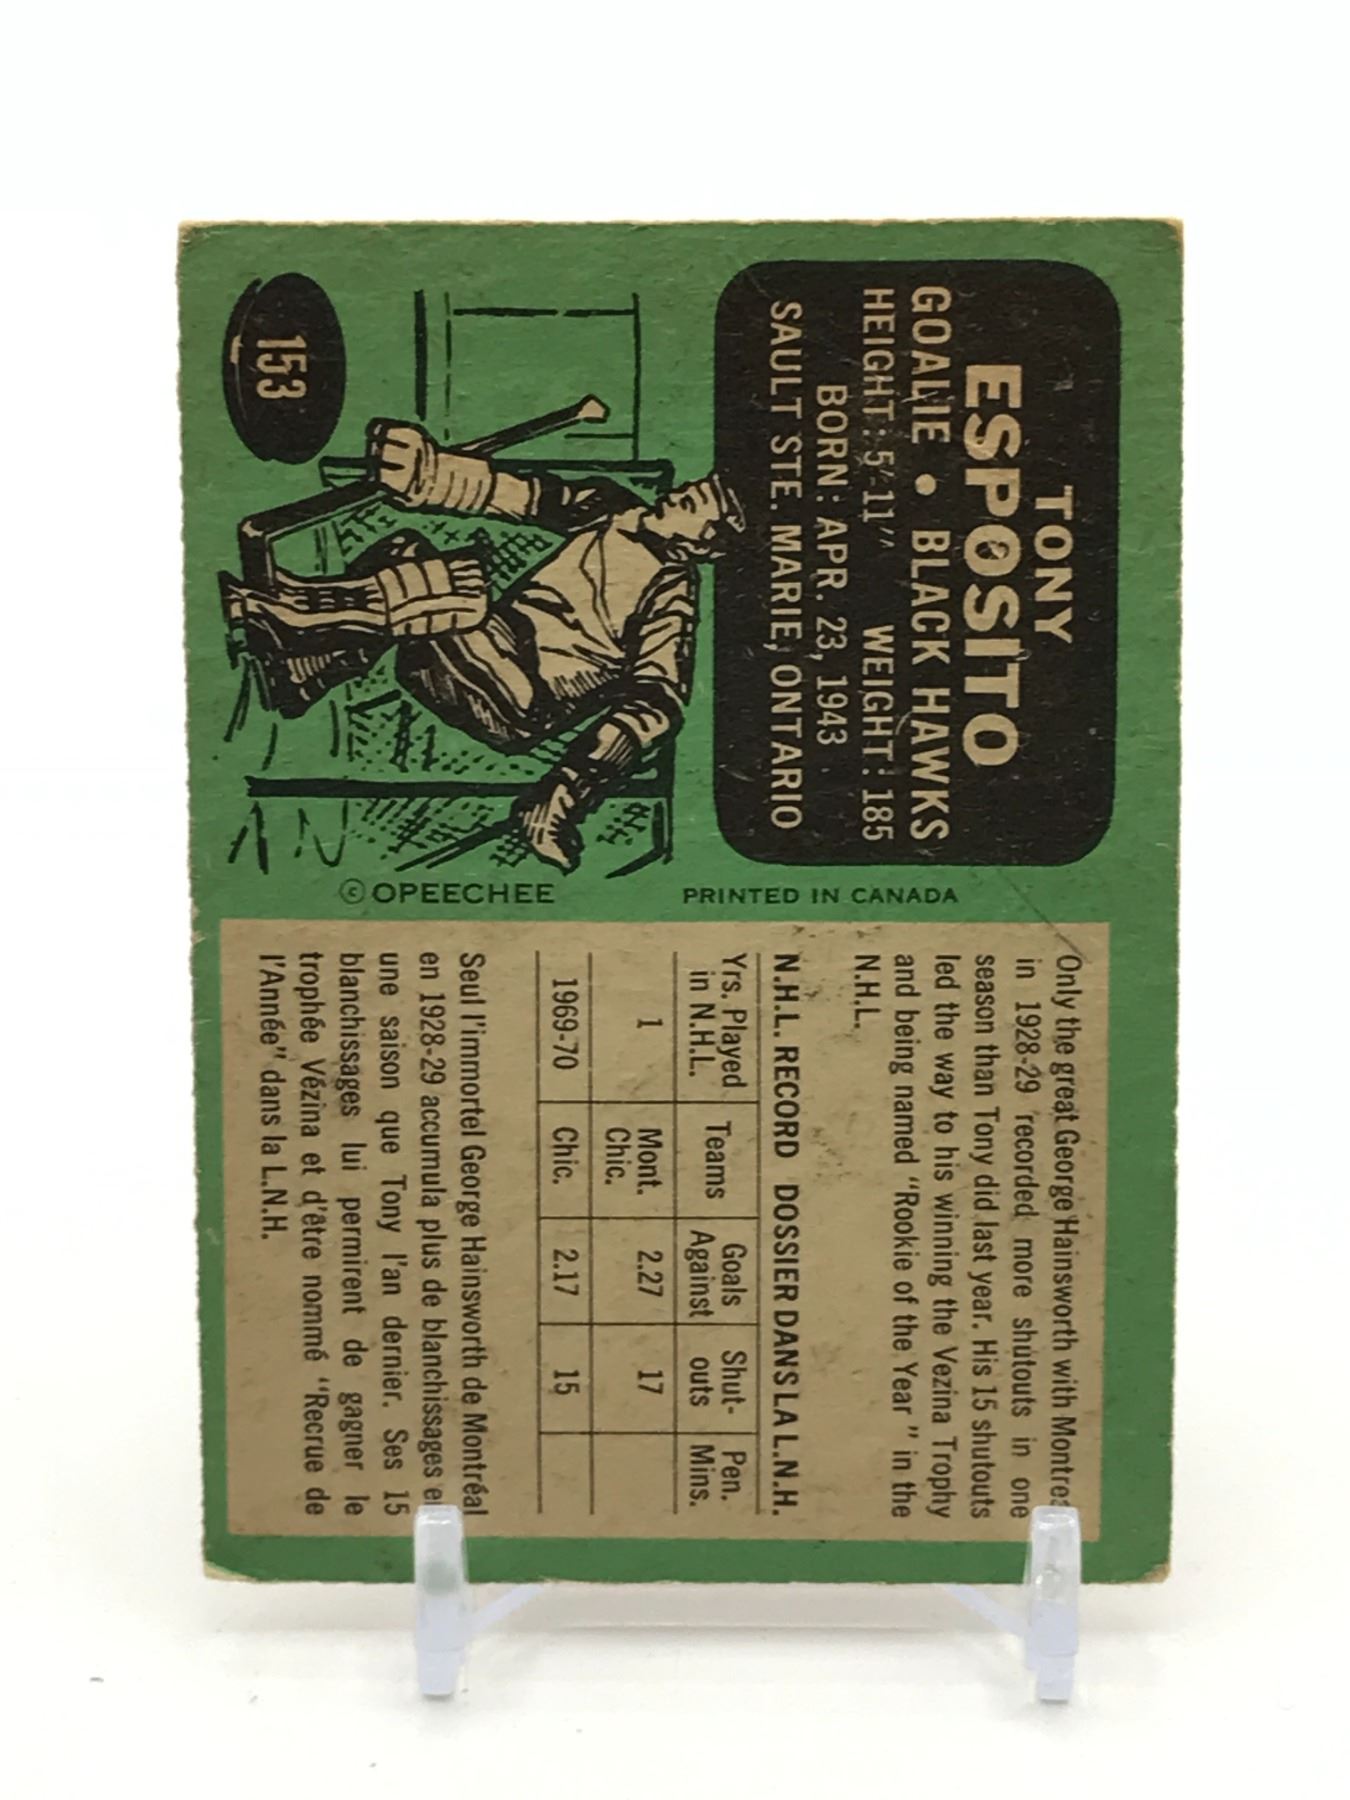 TONY
ESPOSITO
GOALIE • BLACK HAWKS
HEIGHT: 5'11" WEIGHT: 185
BORN: APR. 23, 1943
SAULT STE. MARIE, ONTARIO
153
© OPEECHEE
PRINTED IN CANADA
Only the great George Hainsworth with Montrea
in 1928-29 recorded more shutouts in one
season than Tony did last year. His 15 shutouts
led the way to his winning the Vezina Trophy
and being named "Rookie of the Year" in the
N.H.L.
N.H.L. RECORD DOSSIER DANS LA L.N.H.
Yrs. Played in N.H.L. Teams Goals Against Shut-outs Pen. Mins.
1 Mont. Chic. 2.27 17
1969-70 Chic. 2.17 15
Seul l'immortel George Hainsworth de Montréal
en 1928-29 accumula plus de blanchissages en
une saison que Tony l'an dernier. Ses 15
blanchissages lui permirent de gagner le
trophée Vézina et d'être nommé "Recrue de
l'Année" dans la L.N.H.